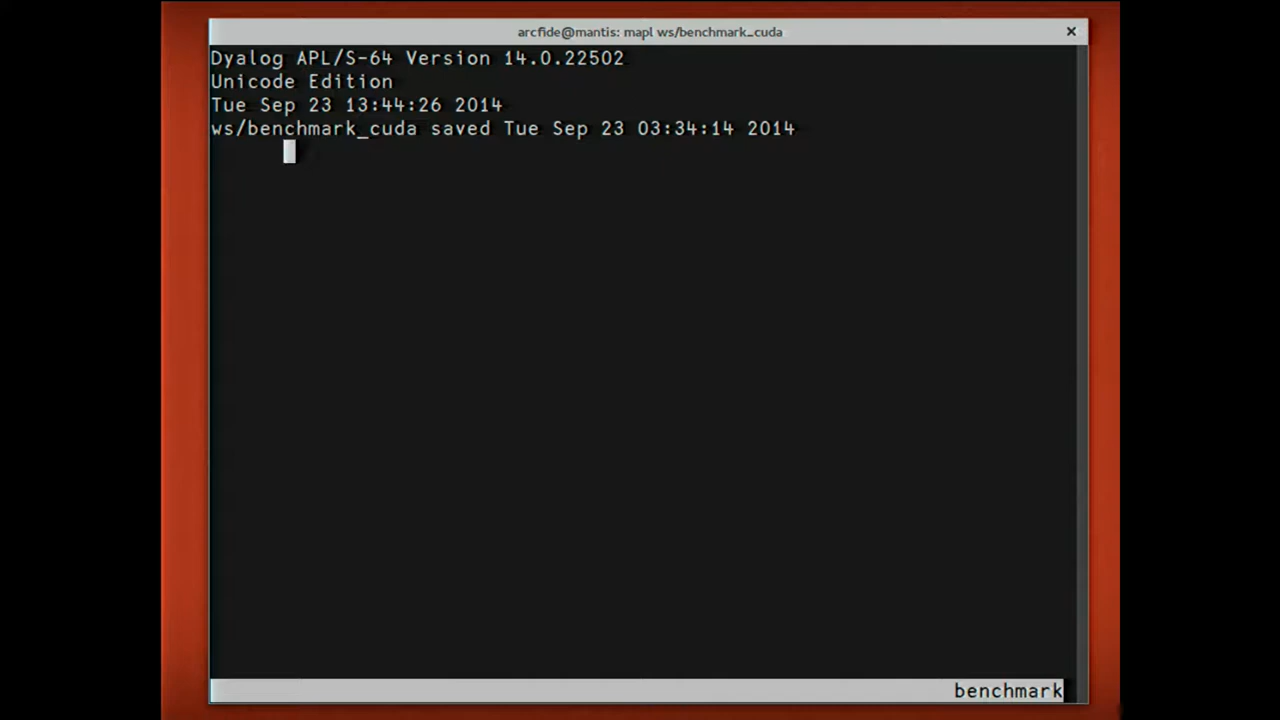 arcfide@mantis: mapl ws/benchmark_cuda
Dyalog APL/S-64 Version 14.0.22502
Unicode Edition
Tue Sep 23 13:44:26 2014
ws/benchmark_cuda saved Tue Sep 23 03:34:14 2014
benchmark